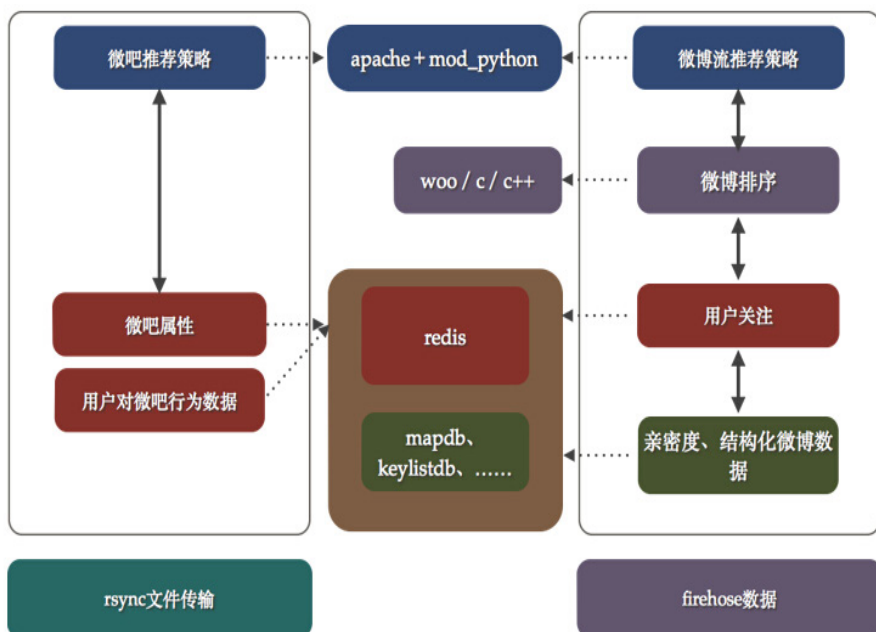 微吧推荐策略
apache + mod_python
微博流推荐策略
woo / c / c++
微博排序
微吧属性
redis
用户关注
用户对微吧行为数据
mapdb、
keylistdb、……
亲密度、结构化微博数
据
rsync文件传输
firehose数据